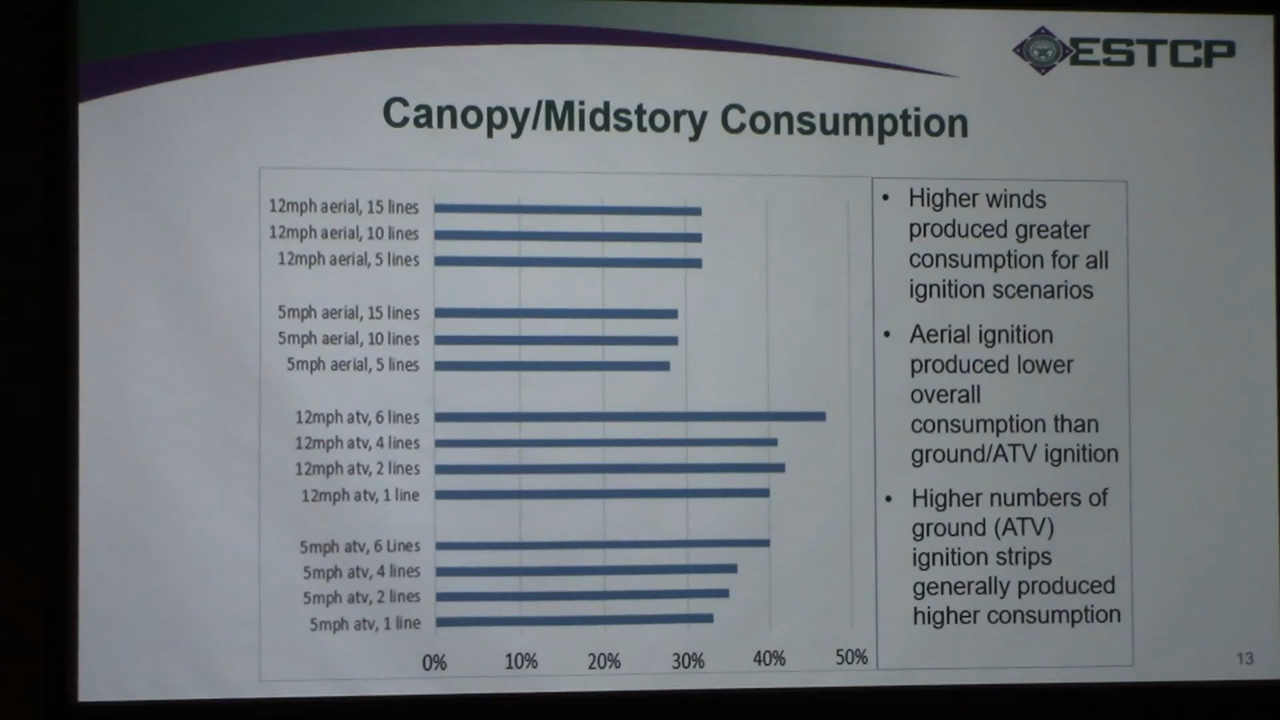 ESTCP
Canopy/Midstory Consumption
12mph aerial, 15 lines
12mph aerial, 10 lines
12mph aerial, 5 lines
5mph aerial, 15 lines
5mph aerial, 10 lines
5mph aerial, 5 lines
12mph atv, 6 lines
12mph atv, 4 lines
12mph atv, 2 lines
12mph atv, 1 line
5mph atv, 6 Lines
5mph atv, 4 lines
5mph atv, 2 lines
5mph atv, 1 line
0% 10% 20% 30% 40% 50%
• Higher winds
produced greater
consumption for all
ignition scenarios
• Aerial ignition
produced lower
overall
consumption than
ground/ATV ignition
• Higher numbers of
ground (ATV)
ignition strips
generally produced
higher consumption
13